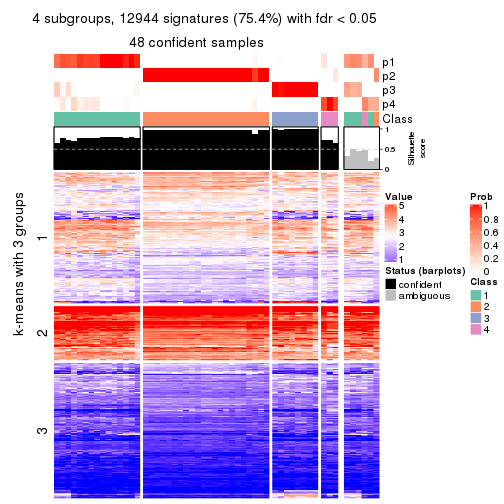 4 subgroups, 12944 signatures (75.4%) with fdr < 0.05
48 confident samples
p1
p2
p3
p4
Class
1
0.5
0
Silhouette
score
k-means with 3 groups
1
2
3
Value
5
4
3
2
1
Status (barplots)
confident
ambiguous
Prob
1
0.8
0.6
0.4
0.2
0
Class
1
2
3
4